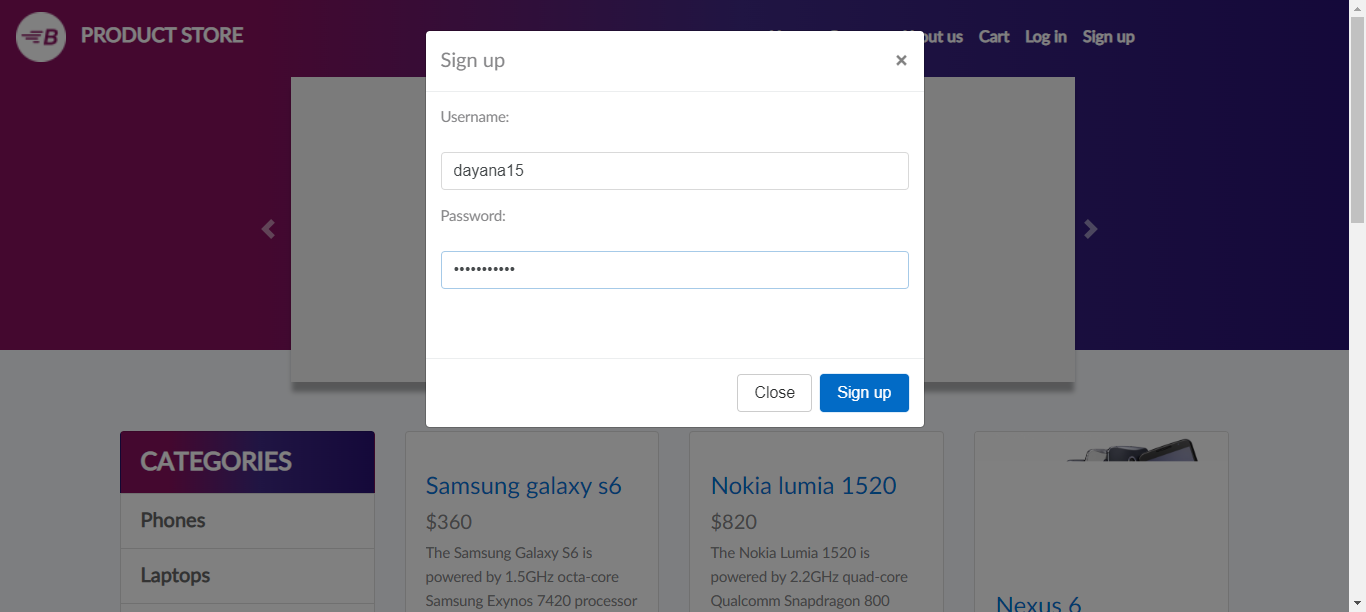 B PRODUCT STORE
out us Cart Log in Sign up
Sign up ×
Username:
dayana15
Password:
•••••••••••
Close Sign up
CATEGORIES
Phones
Laptops
Samsung galaxy s6
$360
The Samsung Galaxy S6 is
powered by 1.5GHz octa-core
Samsung Exynos 7420 processor
Nokia lumia 1520
$820
The Nokia Lumia 1520 is
powered by 2.2GHz quad-core
Qualcomm Snapdragon 800
Nexus 6